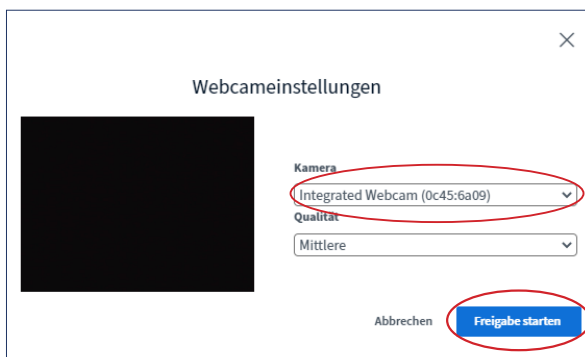 Webcameinstellungen
Kamera
Integrated Webcam (0c45:6a09)
Qualität
Mittlere
Abbrechen
Freigabe starten